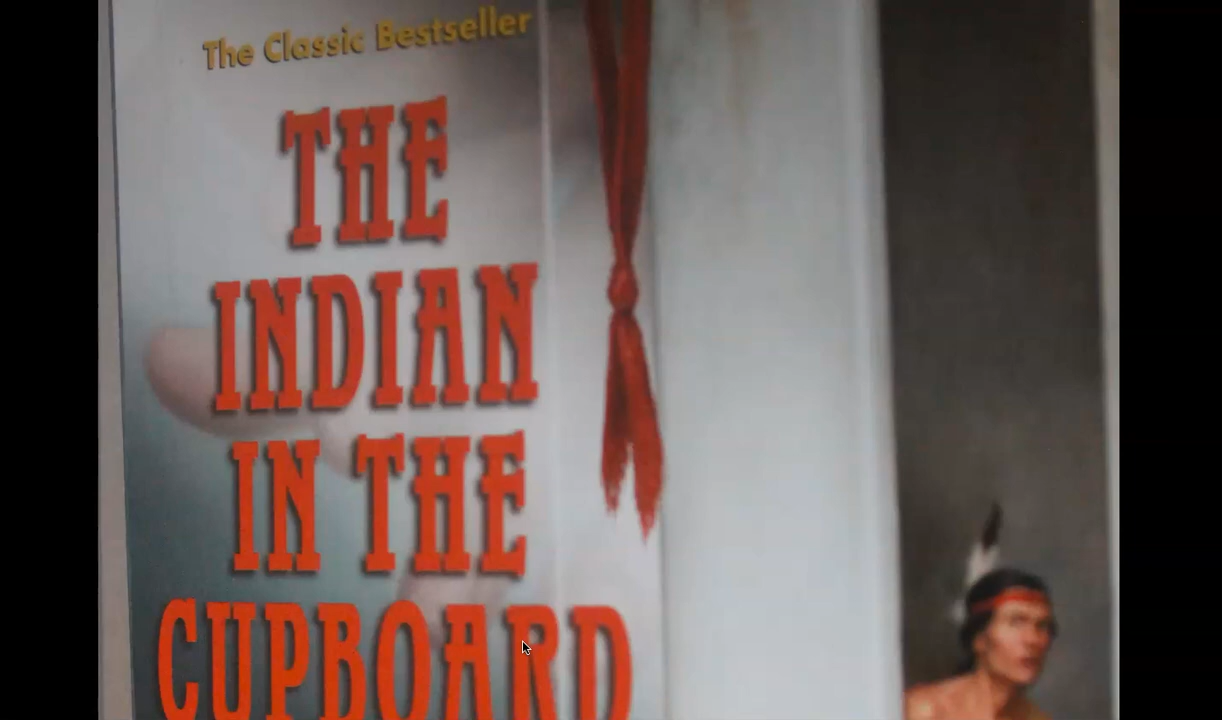 The Classic Bestseller
THE
INDIAN
IN THE
CUPBOARD